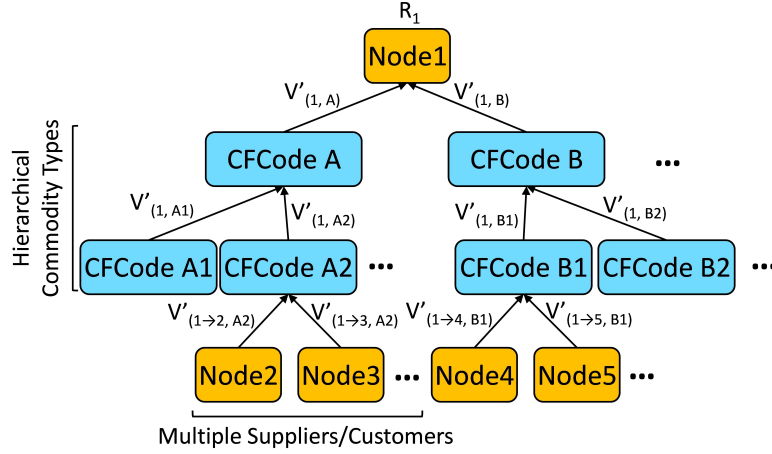 R1
Node1
V'(1, A) V'(1, B)
CFCode A CFCode B ...
Hierarchical
Commodity Types
V'(1, A1) V'(1, A2) V'(1, B1) V'(1, B2)
CFCode A1 CFCode A2 ... CFCode B1 CFCode B2 ...
V'(1→2, A2) V'(1→3, A2) V'(1→4, B1) V'(1→5, B1)
Node2 Node3 ... Node4 Node5 ...
Multiple Suppliers/Customers